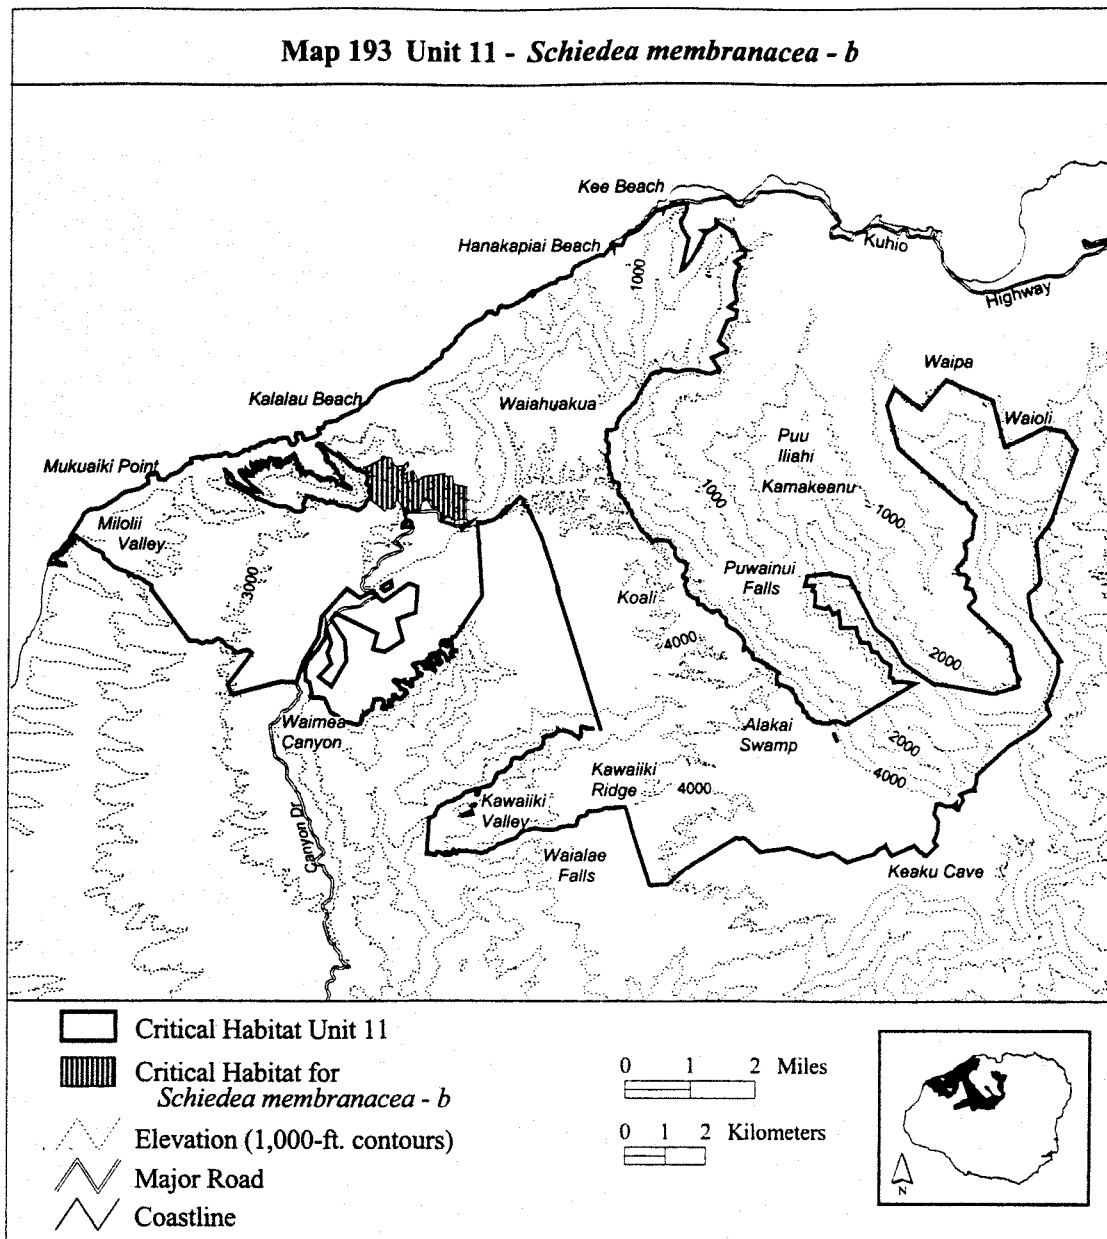 Map 193 Unit 11 - Schiedea membranacea - b
Kee Beach
Hanakapiai Beach
Kuhio
Highway
1000
Waipa
Kalalau Beach
Waiahuakua
Waioli
Puu
Iliahi
Mukuaiki Point
Kamakeanu
1000
1000
Milolii
Valley
3000
Puwainui
Falls
Koali
4000
2000
Waimea
Canyon
Alakai
Swamp
2000
4000
Kawaiiki
Ridge
4000
Kawaiiki
Valley
Canyon Dr
Waialae
Falls
Keaku Cave
Critical Habitat Unit 11
Critical Habitat for
Schiedea membranacea - b
Elevation (1,000-ft. contours)
Major Road
Coastline
0 1 2 Miles
0 1 2 Kilometers
N